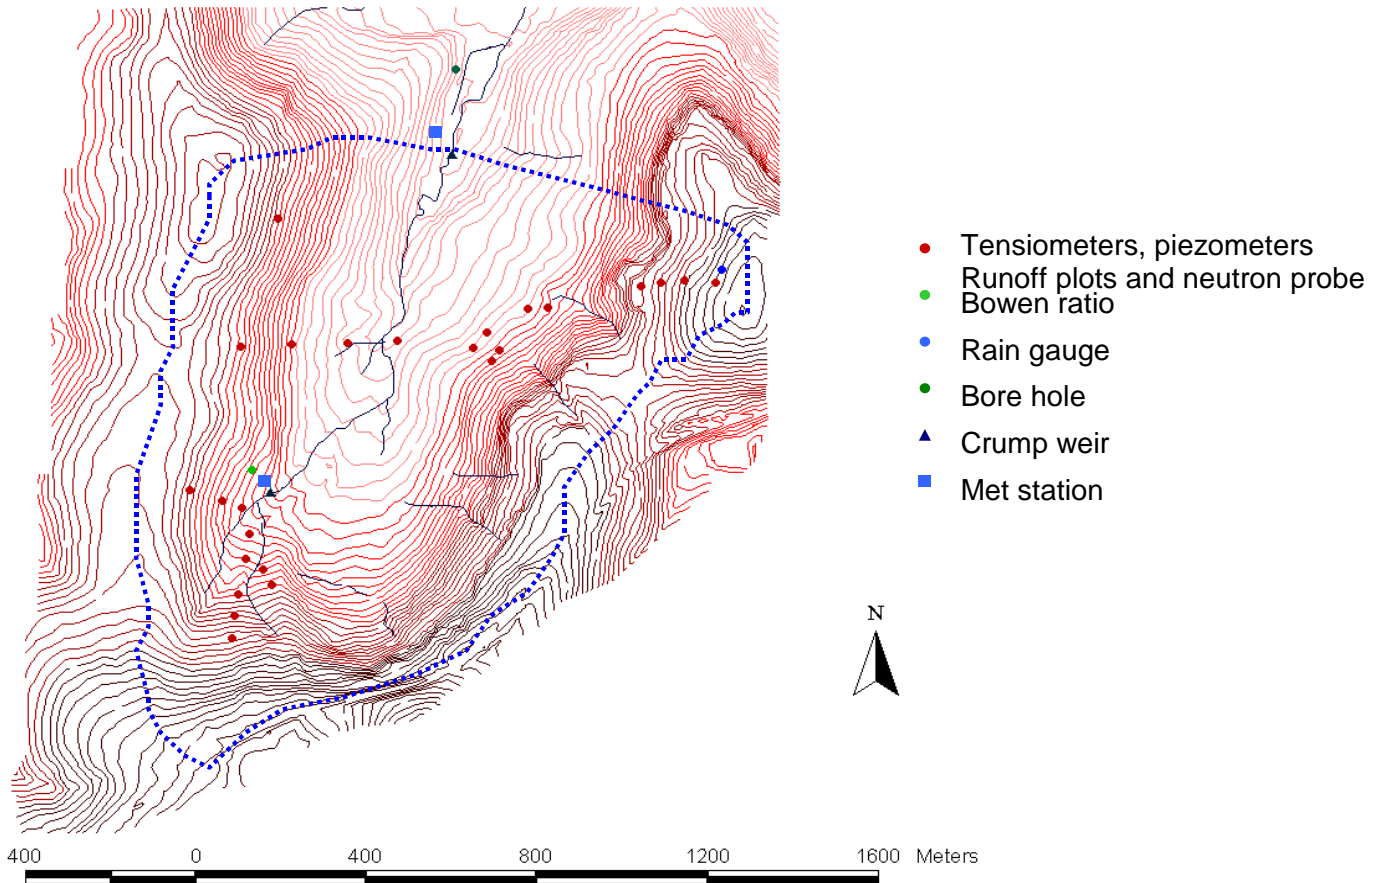 Tensiometers, piezometers
Runoff plots and neutron probe
Bowen ratio
Rain gauge
Bore hole
Crump weir
Met station
N
400 0 400 800 1200 1600 Meters